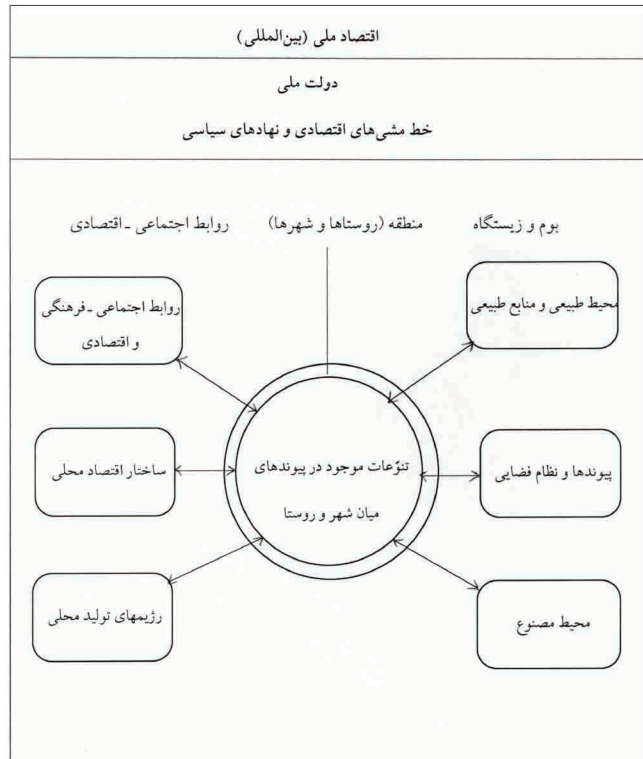 اقتصاد ملی (بین‌المللی)
دولت ملی
خط مشی‌های اقتصادی و نهادهای سیاسی
بوم و زیستگاه
منطقه (روستاها و شهرها)
روابط اجتماعی ـ اقتصادی
محیط طبیعی و منابع طبیعی
روابط اجتماعی ـ فرهنگی
و اقتصادی
پیوندها و نظام فضایی
تنوّعات موجود در پیوندهای
میان شهر و روستا
ساختار اقتصاد محلی
محیط مصنوع
رژیمهای تولید محلی